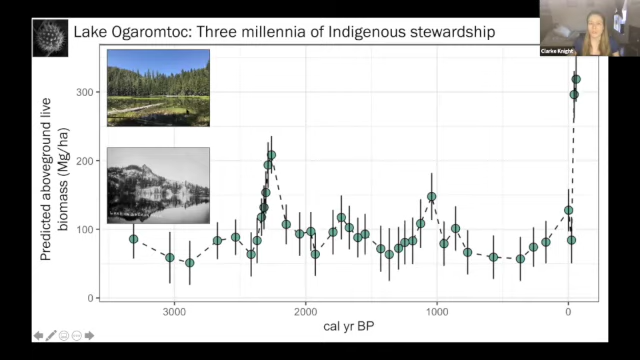 Lake Ogaromtoc: Three millennia of Indigenous stewardship
Clarke Knight
Predicted aboveground live
biomass (Mg/ha)
300
200
100
0
3000
2000
1000
0
cal yr BP